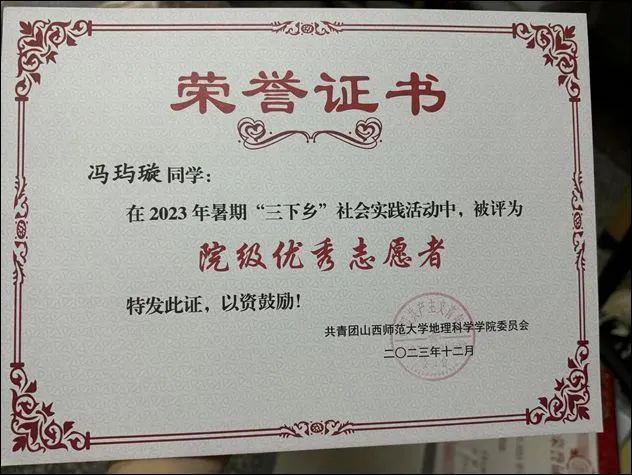 荣誉证书
冯玙璇同学：
在2023年暑期“三下乡”社会实践活动中，被评为
院级优秀志愿者
特发此证，以资鼓励！
共青团山西师范大学地理科学学院委员会
二〇二三年十二月